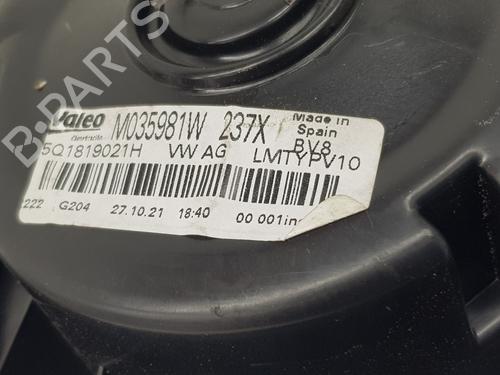 B-PARTS
Valeo M035981W 237X Made in
Climatización Spain
5Q1819021H VW AG LMTYPV10 BV8
222 G204 27.10.21 18:40 00 001in